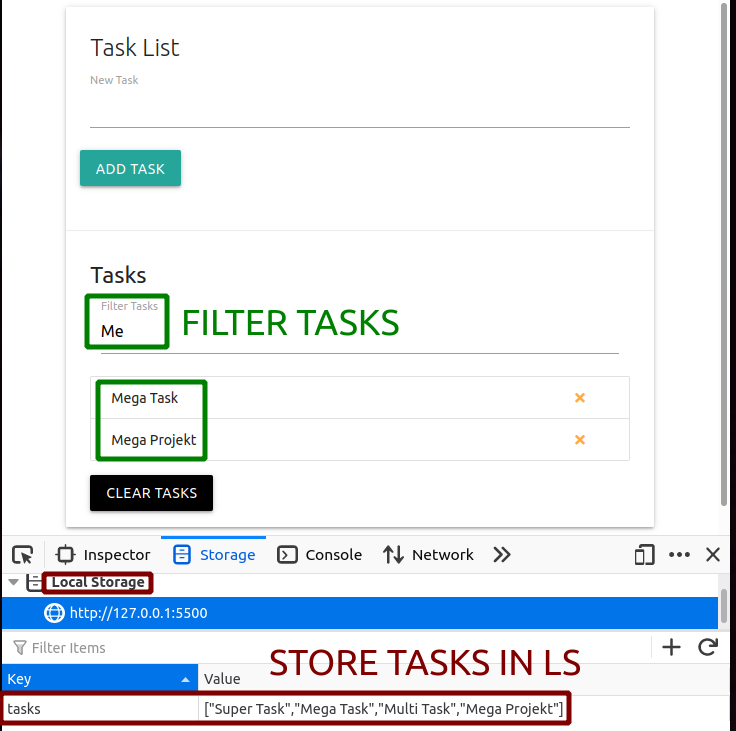 Task List
New Task
ADD TASK
Tasks
Filter Tasks
Me
FILTER TASKS
Mega Task
Mega Projekt
CLEAR TASKS
Inspector Storage Console Network
Local Storage
http://127.0.0.1:5500
Filter Items
STORE TASKS IN LS
Key Value
tasks ["Super Task","Mega Task","Multi Task","Mega Projekt"]